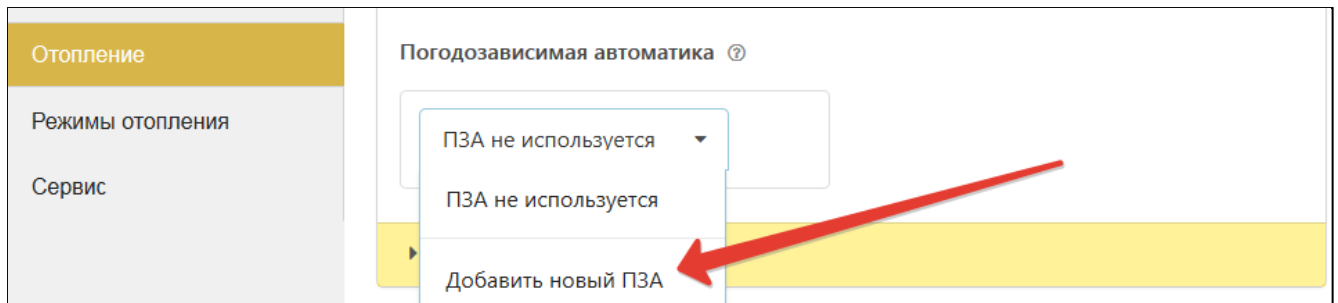 Отопление
Режимы отопления
Сервис
Погодозависимая автоматика ?
ПЗА не используется
ПЗА не используется
Добавить новый ПЗА